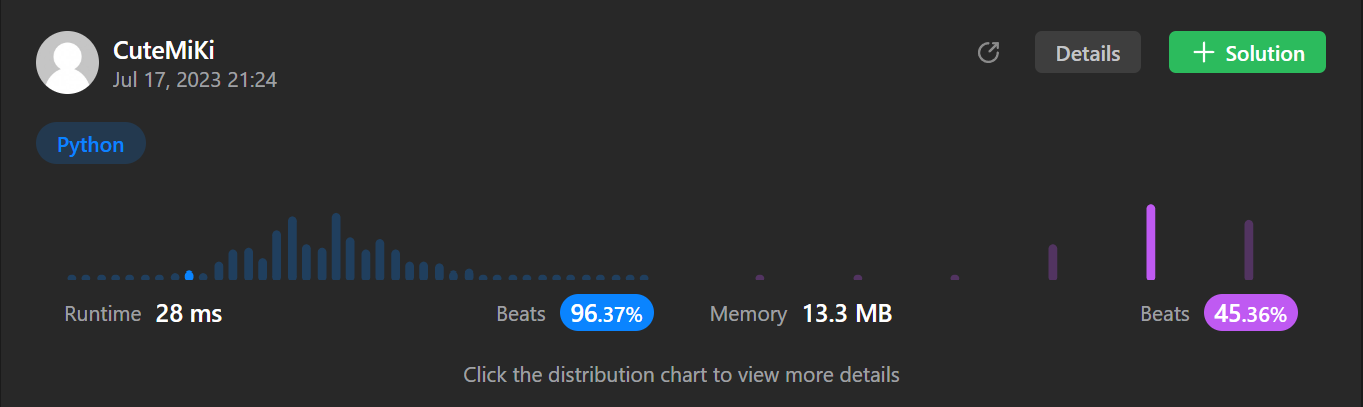 CuteMiKi
Jul 17, 2023 21:24
Details
Solution
Python
Runtime 28 ms
Beats 96.37%
Memory 13.3 MB
Beats 45.36%
Click the distribution chart to view more details